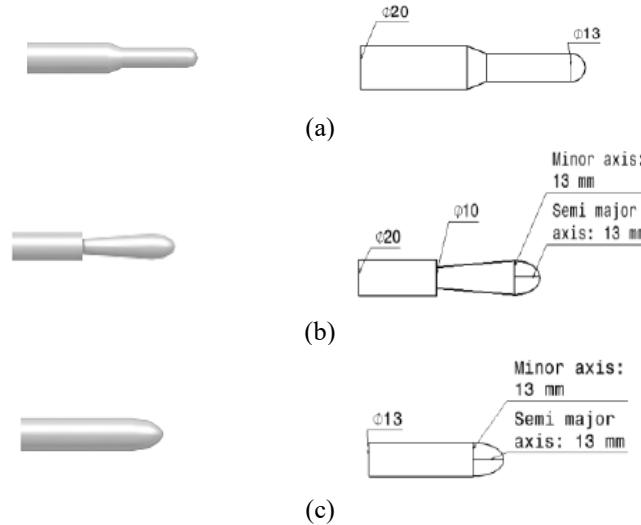 ϕ20
ϕ13
(a)
Minor axis:
13 mm
Semi major
axis: 13 mm
ϕ10
ϕ20
(b)
Minor axis:
13 mm
Semi major
axis: 13 mm
ϕ13
(c)